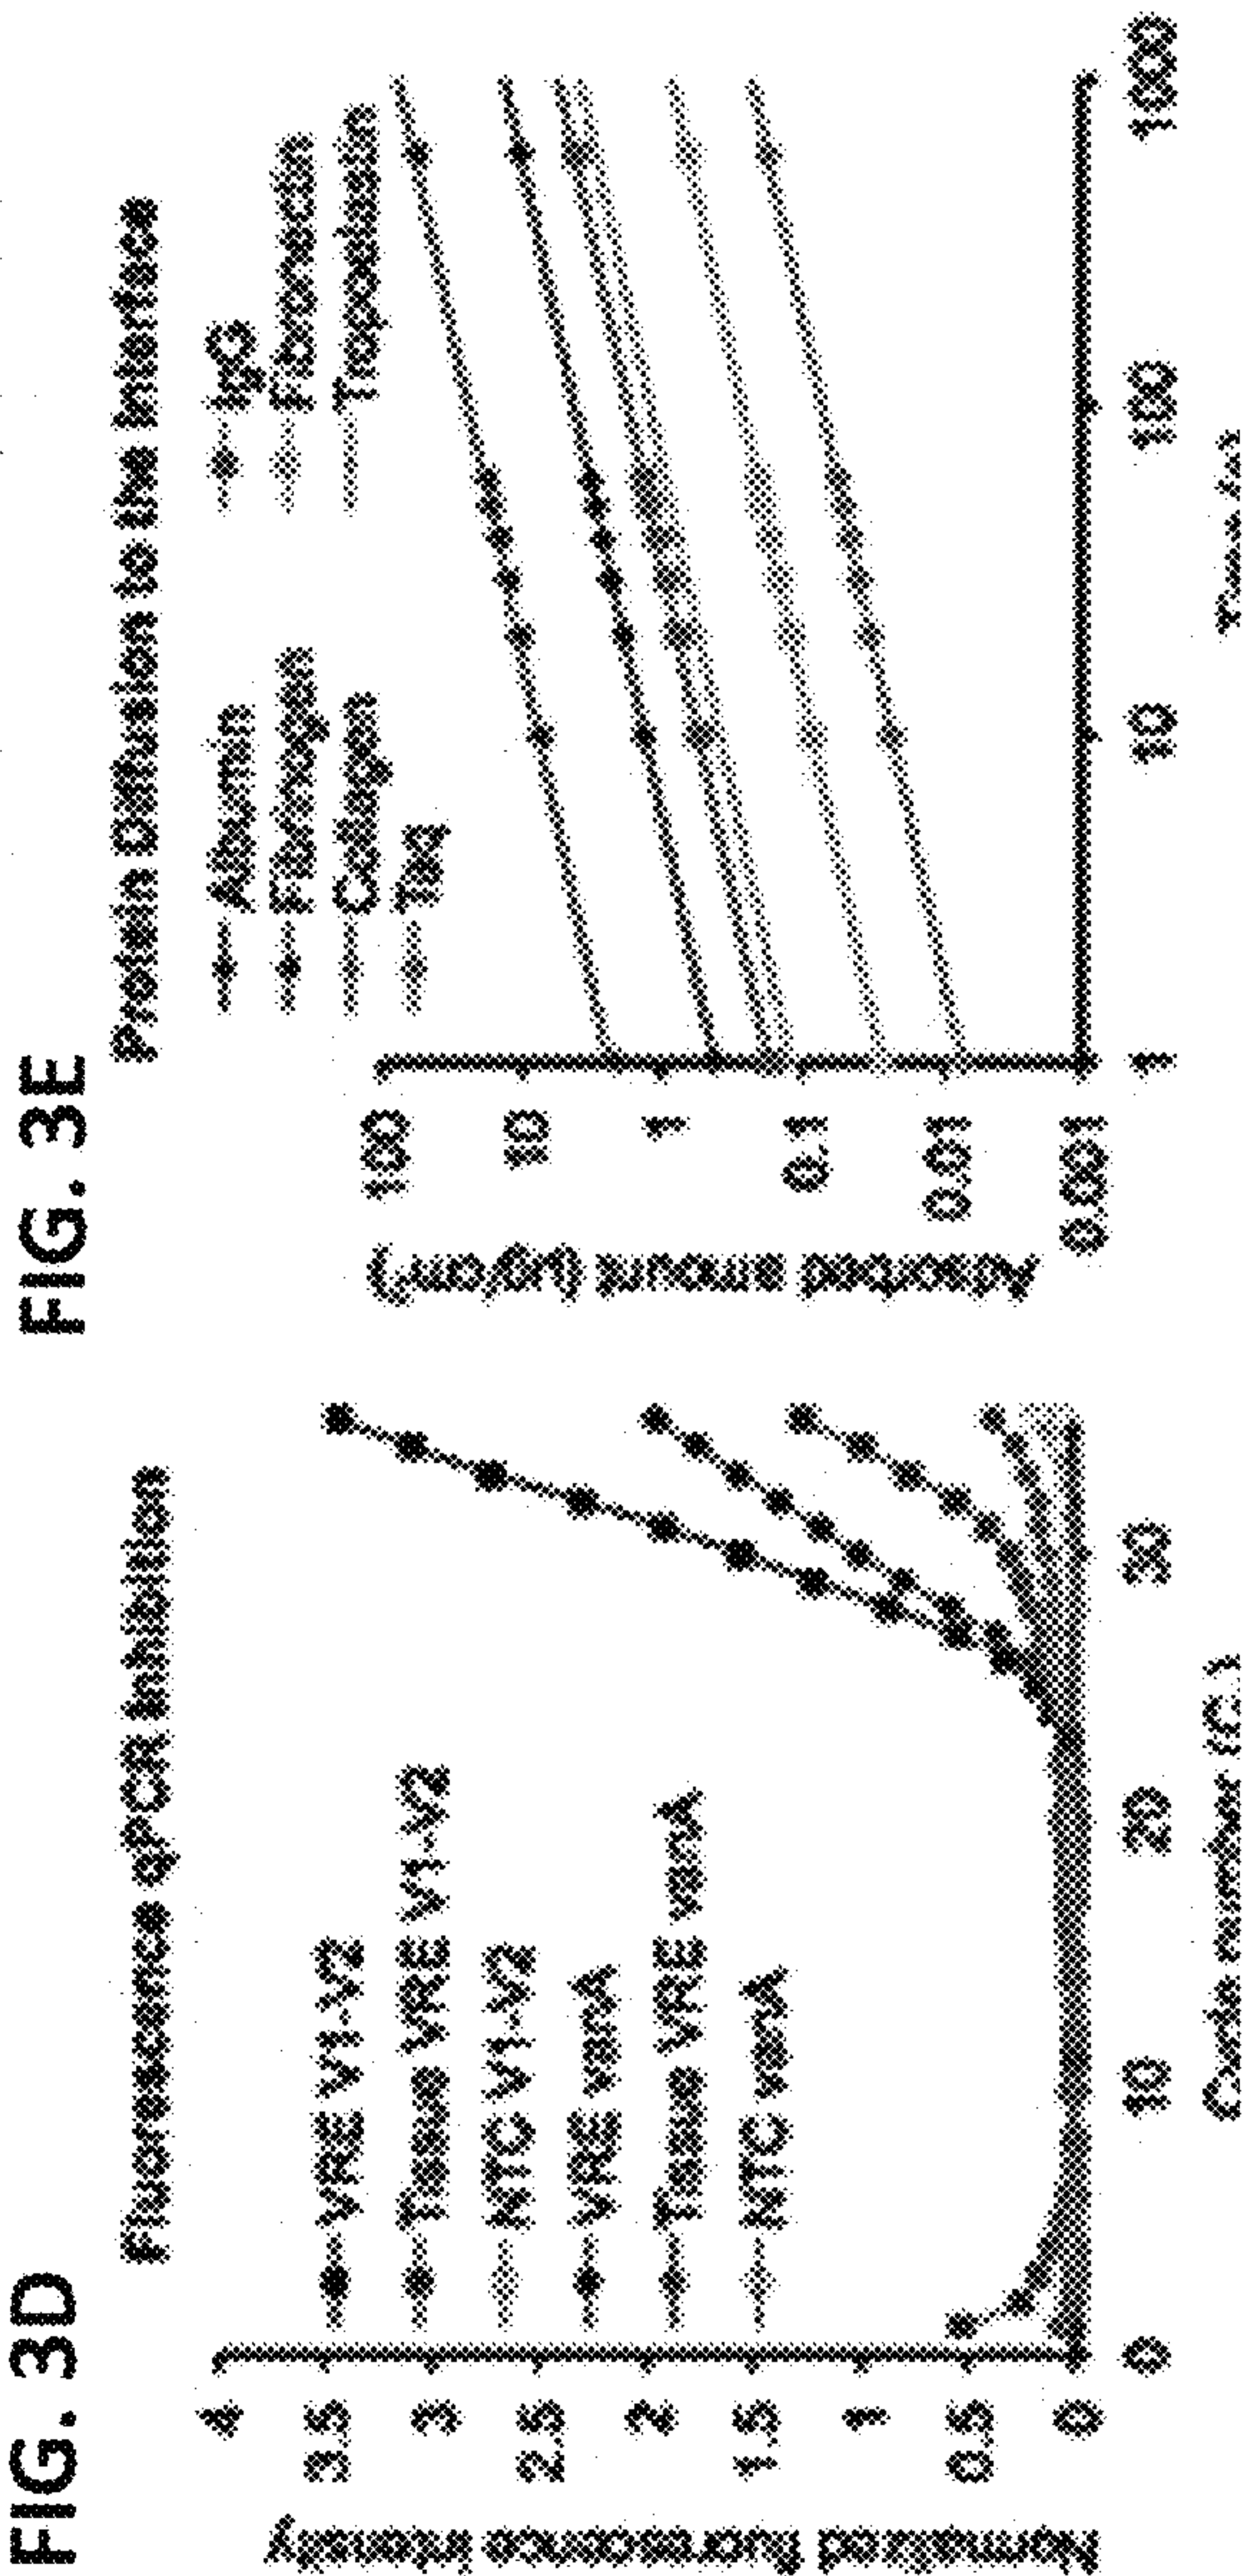 FIG. 3D
Fluorescence qPCR Inhibition
Normalized fluorescence intensity
4
3.5
3
2.5
2
1.5
1
0.5
0
VRE V1-V2
Tissue VRE V1-V2
NTC V1-V2
VRE vanA
Tissue VRE vanA
NTC vanA
0 10 20 30
Cycle number (C
FIG. 3E
Protein Diffusion to the Interface
Albumin IgG
Fibrinogen Fibronectin
Collagen Tropoelastin
Taq
Adsorbed amount (μg/cm²)
100
10
1
0.1
0.01
0.001
1 10 100 1000
Time (s)